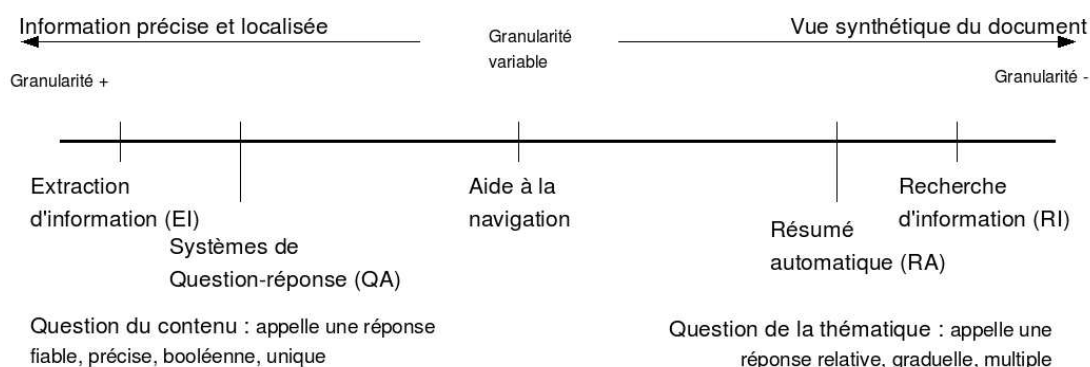 Information précise et localisée
Granularité
variable
Vue synthétique du document
Granularité +
Granularité -
Extraction
d'information (EI)
Systèmes de
Question-réponse (QA)
Aide à la
navigation
Résumé
automatique (RA)
Recherche
d'information (RI)
Question du contenu : appelle une réponse
fiable, précise, booléenne, unique
Question de la thématique : appelle une
réponse relative, graduelle, multiple